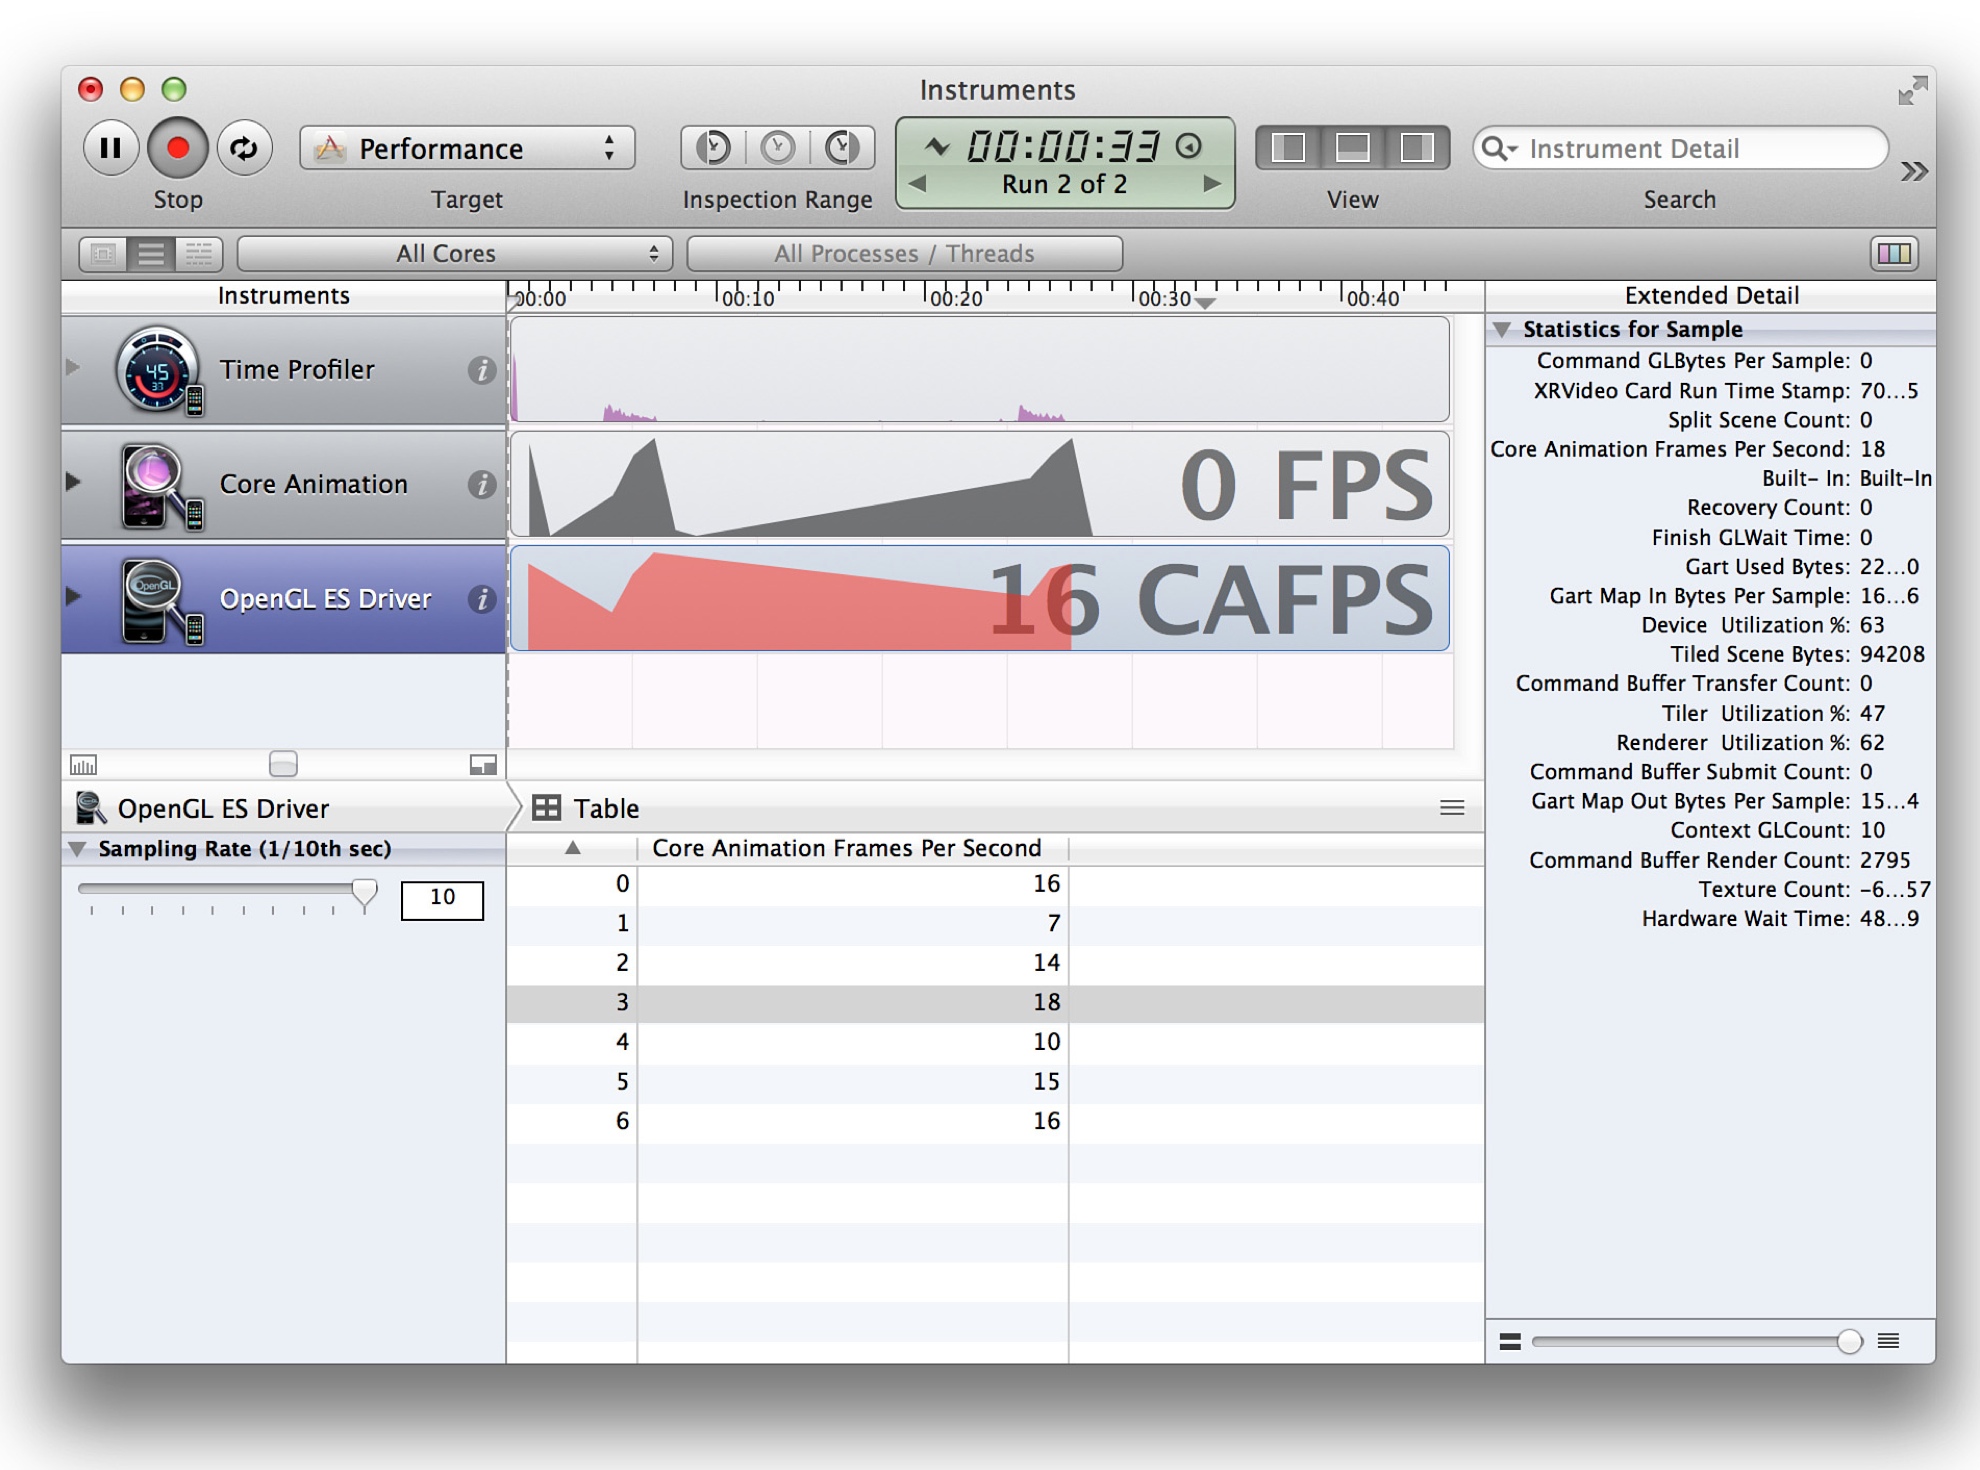 Instruments
Performance
00:00:33
Run 2 of 2
Instrument Detail
Stop
Target
Inspection Range
View
Search
All Cores
All Processes / Threads
Instruments
00:00
00:10
00:20
00:30
00:40
Extended Detail
Time Profiler
Core Animation
0 FPS
OpenGL ES Driver
16 CAFPS
Statistics for Sample
Command GLBytes Per Sample: 0
XRVideo Card Run Time Stamp: 70...5
Split Scene Count: 0
Core Animation Frames Per Second: 18
Built- In: Built-In
Recovery Count: 0
Finish GLWait Time: 0
Gart Used Bytes: 22...0
Gart Map In Bytes Per Sample: 16...6
Device  Utilization %: 63
Tiled Scene Bytes: 94208
Command Buffer Transfer Count: 0
Tiler  Utilization %: 47
Renderer  Utilization %: 62
Command Buffer Submit Count: 0
Gart Map Out Bytes Per Sample: 15...4
Context GLCount: 10
Command Buffer Render Count: 2795
Texture Count: -6...57
Hardware Wait Time: 48...9
OpenGL ES Driver
Table
Sampling Rate (1/10th sec)
10
Core Animation Frames Per Second
0 16
1 7
2 14
3 18
4 10
5 15
6 16